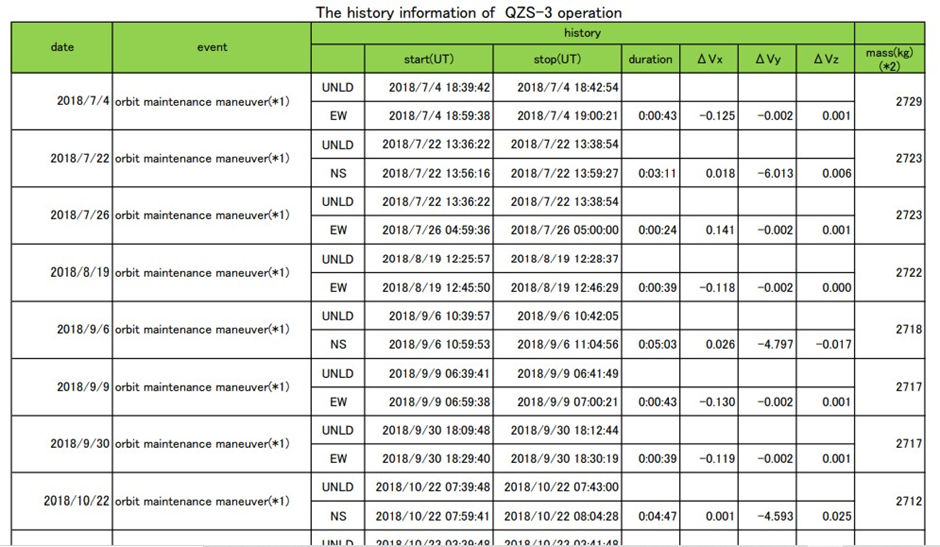 The history information of QZS-3 operation
date event history mass(kg) (*2)
start(UT) stop(UT) duration ΔVx ΔVy ΔVz
2018/7/4 orbit maintenance maneuver(*1) 2729
UNLD 2018/7/4 18:39:42 2018/7/4 18:42:54
EW 2018/7/4 18:59:38 2018/7/4 19:00:21 0:00:43 -0.125 -0.002 0.001
2018/7/22 orbit maintenance maneuver(*1) 2723
UNLD 2018/7/22 13:36:22 2018/7/22 13:38:54
NS 2018/7/22 13:56:16 2018/7/22 13:59:27 0:03:11 0.018 -6.013 0.006
2018/7/26 orbit maintenance maneuver(*1) 2723
UNLD 2018/7/22 13:36:22 2018/7/22 13:38:54
EW 2018/7/26 04:59:36 2018/7/26 05:00:00 0:00:24 0.141 -0.002 0.001
2018/8/19 orbit maintenance maneuver(*1) 2722
UNLD 2018/8/19 12:25:57 2018/8/19 12:28:37
EW 2018/8/19 12:45:50 2018/8/19 12:46:29 0:00:39 -0.118 -0.002 0.000
2018/9/6 orbit maintenance maneuver(*1) 2718
UNLD 2018/9/6 10:39:57 2018/9/6 10:42:05
NS 2018/9/6 10:59:53 2018/9/6 11:04:56 0:05:03 0.026 -4.797 -0.017
2018/9/9 orbit maintenance maneuver(*1) 2717
UNLD 2018/9/9 06:39:41 2018/9/9 06:41:49
EW 2018/9/9 06:59:38 2018/9/9 07:00:21 0:00:43 -0.130 -0.002 0.001
2018/9/30 orbit maintenance maneuver(*1) 2717
UNLD 2018/9/30 18:09:48 2018/9/30 18:12:44
EW 2018/9/30 18:29:40 2018/9/30 18:30:19 0:00:39 -0.119 -0.002 0.001
2018/10/22 orbit maintenance maneuver(*1) 2712
UNLD 2018/10/22 07:39:48 2018/10/22 07:43:00
NS 2018/10/22 07:59:41 2018/10/22 08:04:28 0:04:47 0.001 -4.593 0.025
UNLD 2018/10/23 03:39:48 2018/10/23 03:41:48